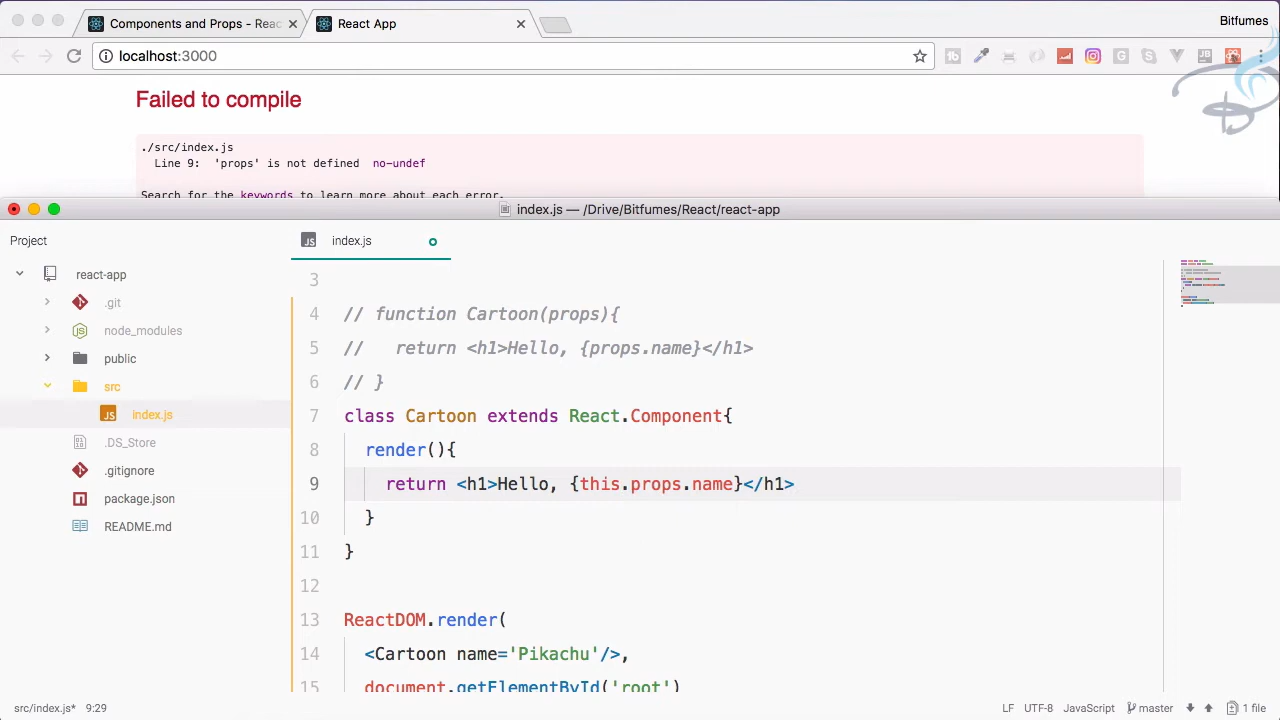 Components and Props - Reac
React App
Bitfumes
localhost:3000
Failed to compile
./src/index.js
Line 9:  'props' is not defined  no-undef
Search for the keywords to learn more about each error.
index.js — /Drive/Bitfumes/React/react-app
Project
index.js
react-app
.git
node_modules
public
src
index.js
.DS_Store
.gitignore
package.json
README.md
3
4 // function Cartoon(props){
5 //   return <h1>Hello, {props.name}</h1>
6 // }
7 class Cartoon extends React.Component{
8   render(){
9     return <h1>Hello, {this.props.name}</h1>
10   }
11 }
12
13 ReactDOM.render(
14   <Cartoon name='Pikachu'/>,
15   document.getElementById('root')
src/index.js* 9:29
LF UTF-8 JavaScript master 1 file